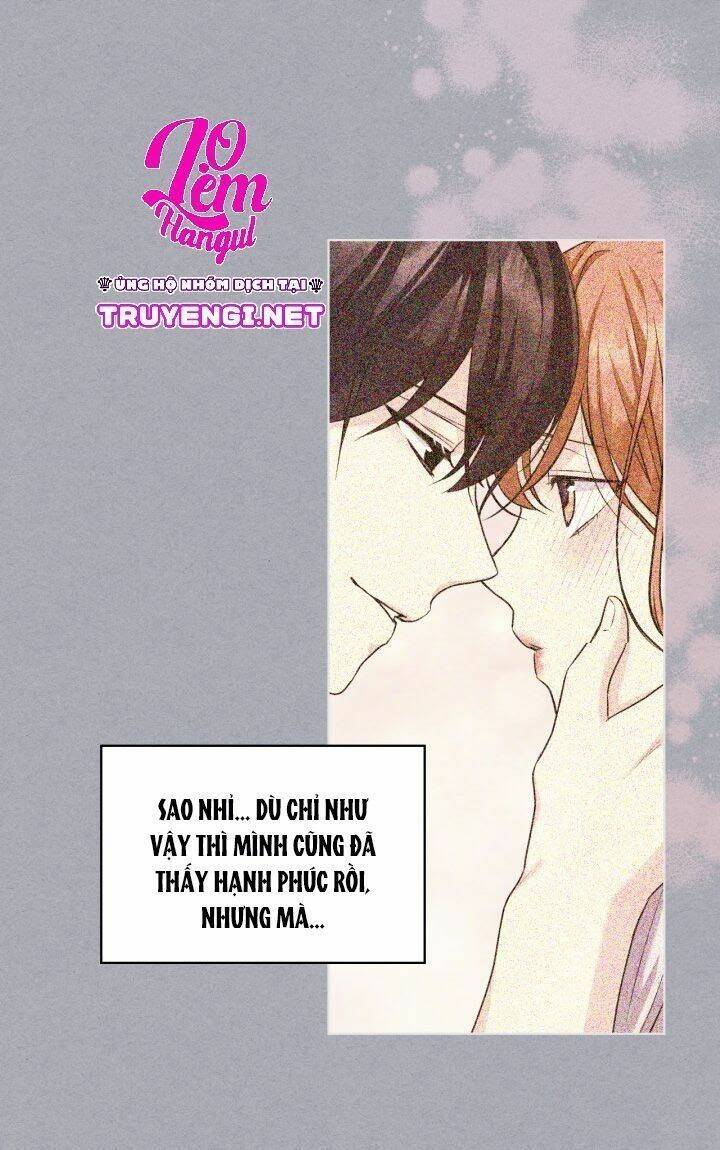 Lọ Lem
Hangul
ỦNG HỘ NHÓM DỊCH TẠI
TRUYENGI.NET
SAO NHỈ... DÙ CHỈ NHƯ
VẬY THÌ MÌNH CŨNG ĐÃ
THẤY HẠNH PHÚC RỒI,
NHƯNG MÀ...